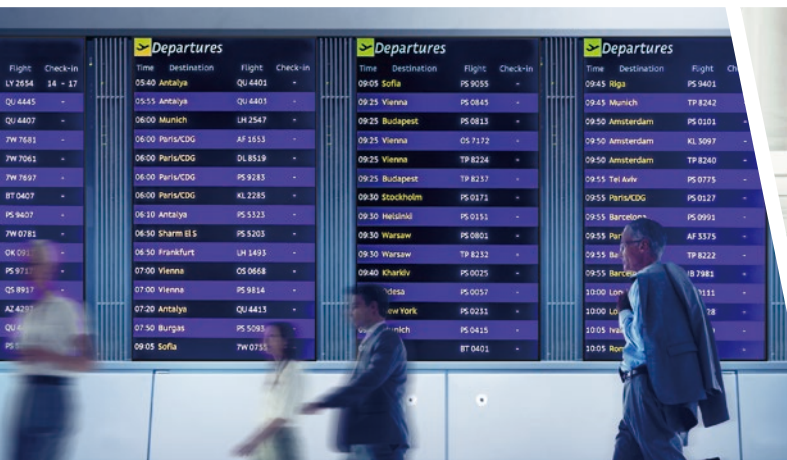 Flight Check-in
LY 2654 14 - 17
QU 4445 -
QU 4407 -
7W 7681 -
7W 7061 -
7W 7697 -
BT 0407 -
PS 9407 -
7W 0781 -
Departures
Time Destination Flight Check-in
05:40 Antalya QU 4401 -
05:55 Antalya QU 4403 -
06:00 Munich LH 2547 -
06:00 Paris/CDG AF 1653 -
06:00 Paris/CDG DL 8519 -
06:00 Paris/CDG PS 9283 -
06:00 Paris/CDG KL 2285 -
06:10 Antalya PS 5323 -
06:50 Sharm El S PS 5203 -
06:50 Frankfurt LH 1493 -
07:00 Vienna OS 0668 -
07:00 Vienna PS 9814 -
07:20 Antalya QU 4413 -
07:50 Burgas PS 5093 -
09:05 Sofia 7W
Departures
Time Destination Flight Check-in
09:05 Sofia PS 9055 -
09:25 Vienna PS 0845 -
09:25 Budapest PS 0813 -
09:25 Vienna OS 7172 -
09:25 Vienna TP 8224 -
09:25 Budapest TP 8237 -
09:30 Stockholm PS 0171 -
09:30 Helsinki PS 0151 -
09:30 Warsaw PS 0801 -
09:30 Warsaw TP 8232 -
09:40 Kharkiv PS 0025 -
PS 0057 -
York PS 0231 -
PS 0415 -
BT 0401 -
Departures
Time Destination Flight
09:45 Riga PS 9401
09:45 Munich TP 8242
09:50 Amsterdam PS 0101 -
09:50 Amsterdam KL 3097 -
09:50 Amsterdam TP 8240 -
09:55 Tel Aviv PS 0775 -
09:55 Paris/CDG PS 0127 -
09:55 Barcelona PS 0991 -
09:55 AF 3375 -
09:55 TP 8222 -
09:55 7981
10:00
10:00
10:05
10:05